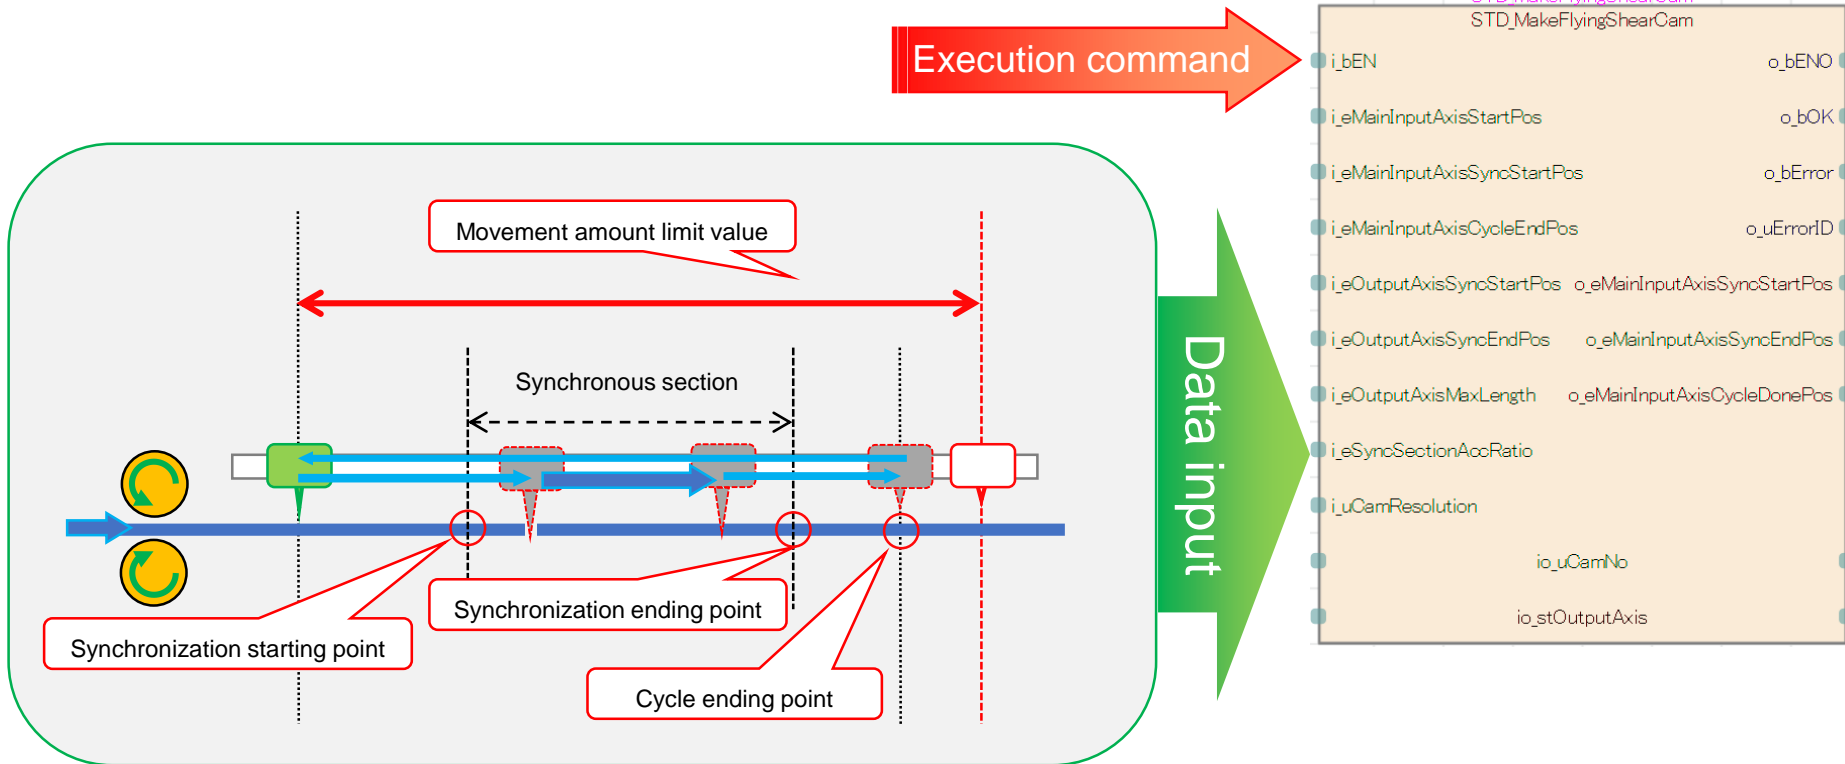 STD_MakeFlyingShearCam
STD_MakeFlyingShearCam
Execution command
i_bEN
o_bENO
i_eMainInputAxisStartPos
o_bOK
i_eMainInputAxisSyncStartPos
o_bError
i_eMainInputAxisCycleEndPos
o_uErrorID
i_eOutputAxisSyncStartPos
o_eMainInputAxisSyncStartPos
i_eOutputAxisSyncEndPos
o_eMainInputAxisSyncEndPos
i_eOutputAxisMaxLength
o_eMainInputAxisCycleDonePos
i_eSyncSectionAccRatio
i_uCamResolution
io_uCamNo
io_stOutputAxis
Data input
Movement amount limit value
Synchronous section
Synchronization ending point
Synchronization starting point
Cycle ending point